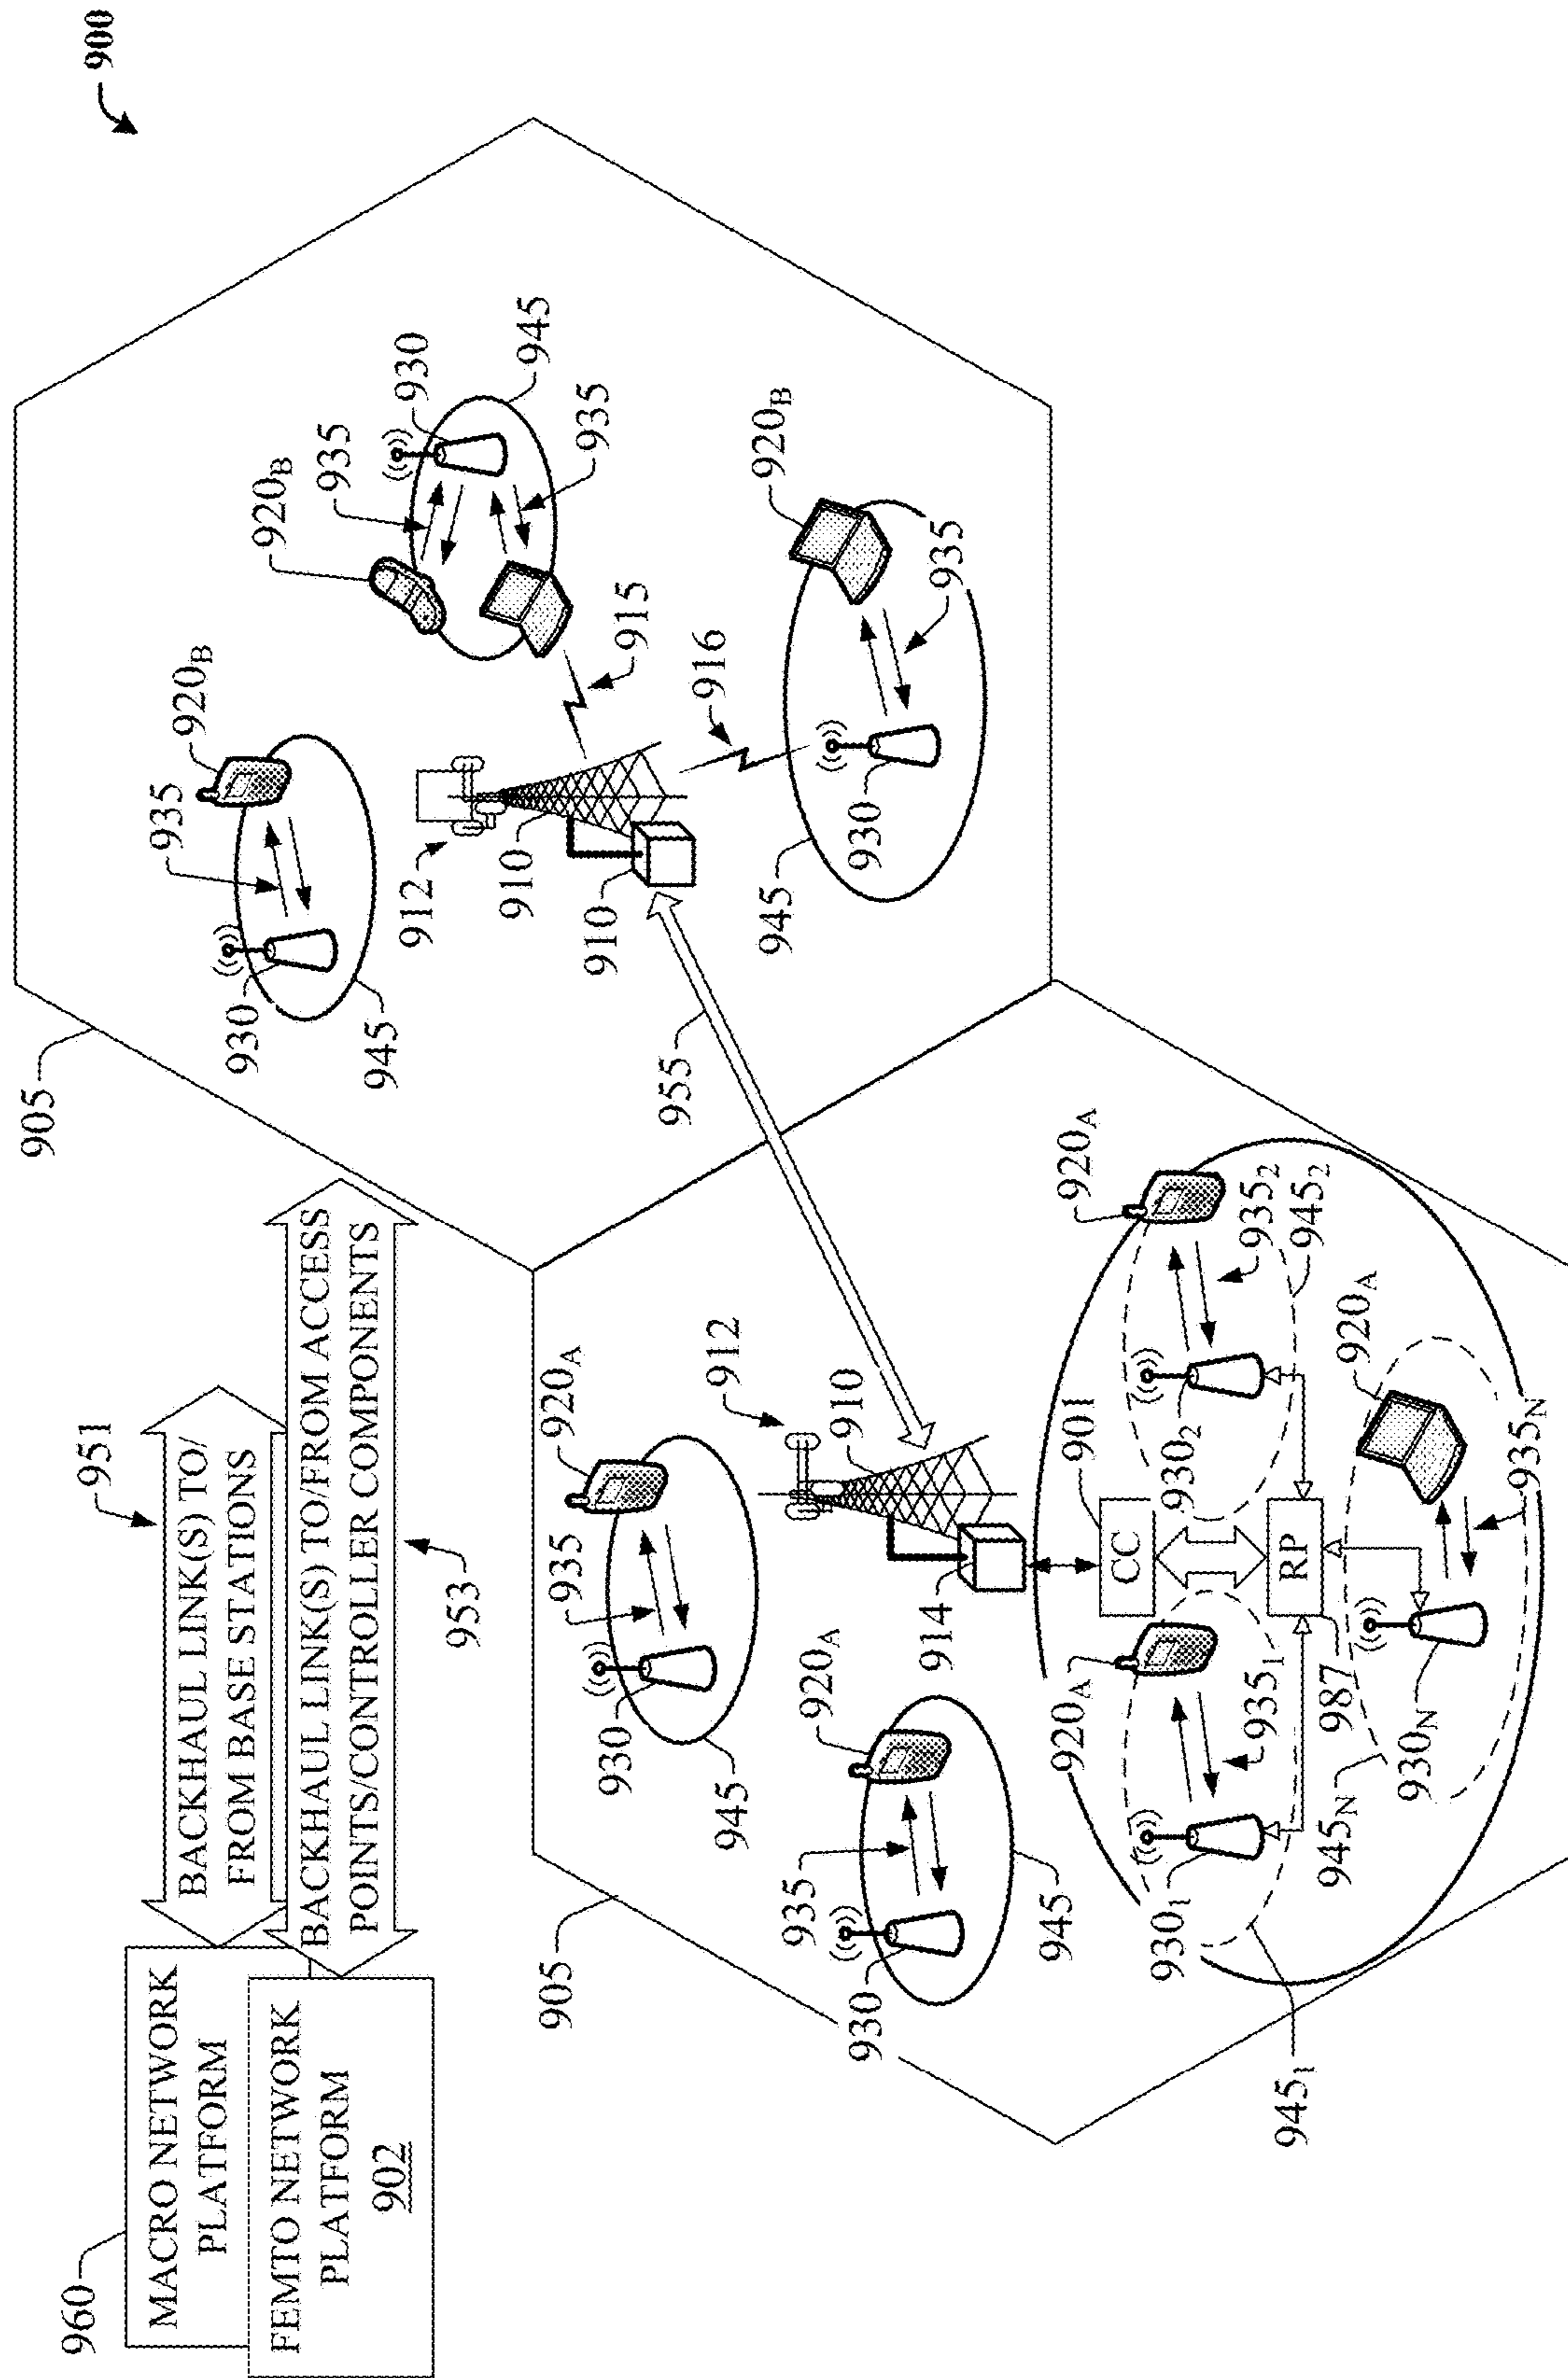 960
MACRO NETWORK
PLATFORM
FEMTO NETWORK
PLATFORM
902
951
BACKHAUL LINK(S) TO/
FROM BASE STATIONS
BACKHAUL LINK(S) TO/FROM ACCESS
POINTS/CONTROLLER COMPONENTS
953
900
905
930
935
920B
945
920B
935
930
945
935
912
910
910
915
916
955
920B
935
930
945
905
920A
935
930
945
912
910
920A
935
930
945
914
901
CC
RP
987
920A
935₁
930₁
945₁
920A
935₂
930₂
945₂
920A
935N
930N
945N